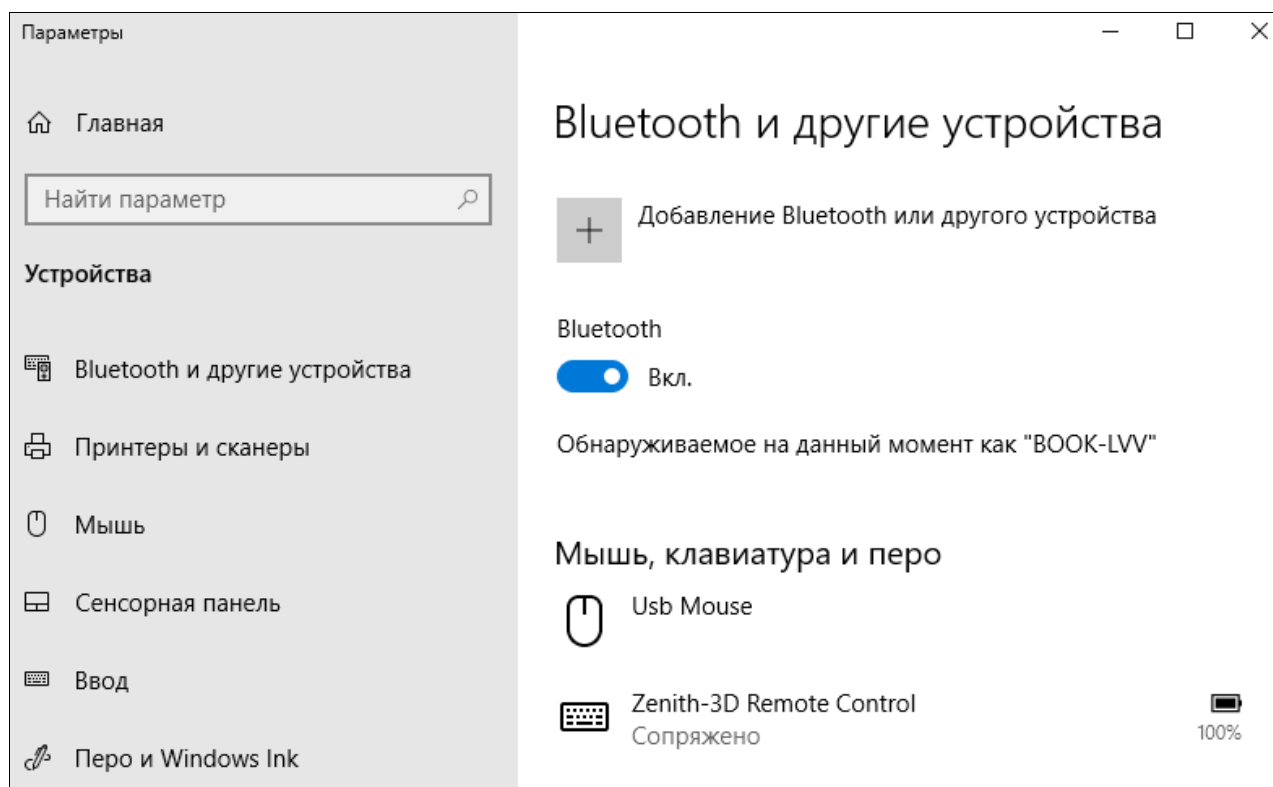 Параметры
Главная
Найти параметр
Устройства
Bluetooth и другие устройства
Принтеры и сканеры
Мышь
Сенсорная панель
Ввод
Перо и Windows Ink
Bluetooth и другие устройства
Добавление Bluetooth или другого устройства
Bluetooth
Вкл.
Обнаруживаемое на данный момент как "BOOK-LVV"
Мышь, клавиатура и перо
Usb Mouse
Zenith-3D Remote Control
Сопряжено
100%